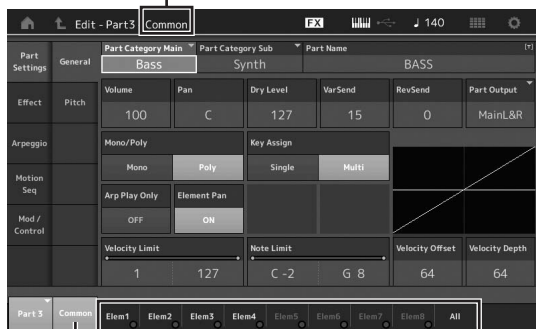 Edit - Part3 Common FX ♩ 140
Part Settings General Part Category Main Part Category Sub Part Name
Bass Synth BASS
Effect Pitch Volume Pan Dry Level VarSend RevSend Part Output
100 C 127 15 0 MainL&R
Arpeggio Mono/Poly Key Assign
Mono Poly Single Multi
Motion Seq
Arp Play Only Element Pan
OFF ON
Mod / Control
Velocity Limit Note Limit Velocity Offset Velocity Depth
1 127 C -2 G 8 64 64
Part 3 Common Elem1 Elem2 Elem3 Elem4 Elem5 Elem6 Elem7 Elem8 All